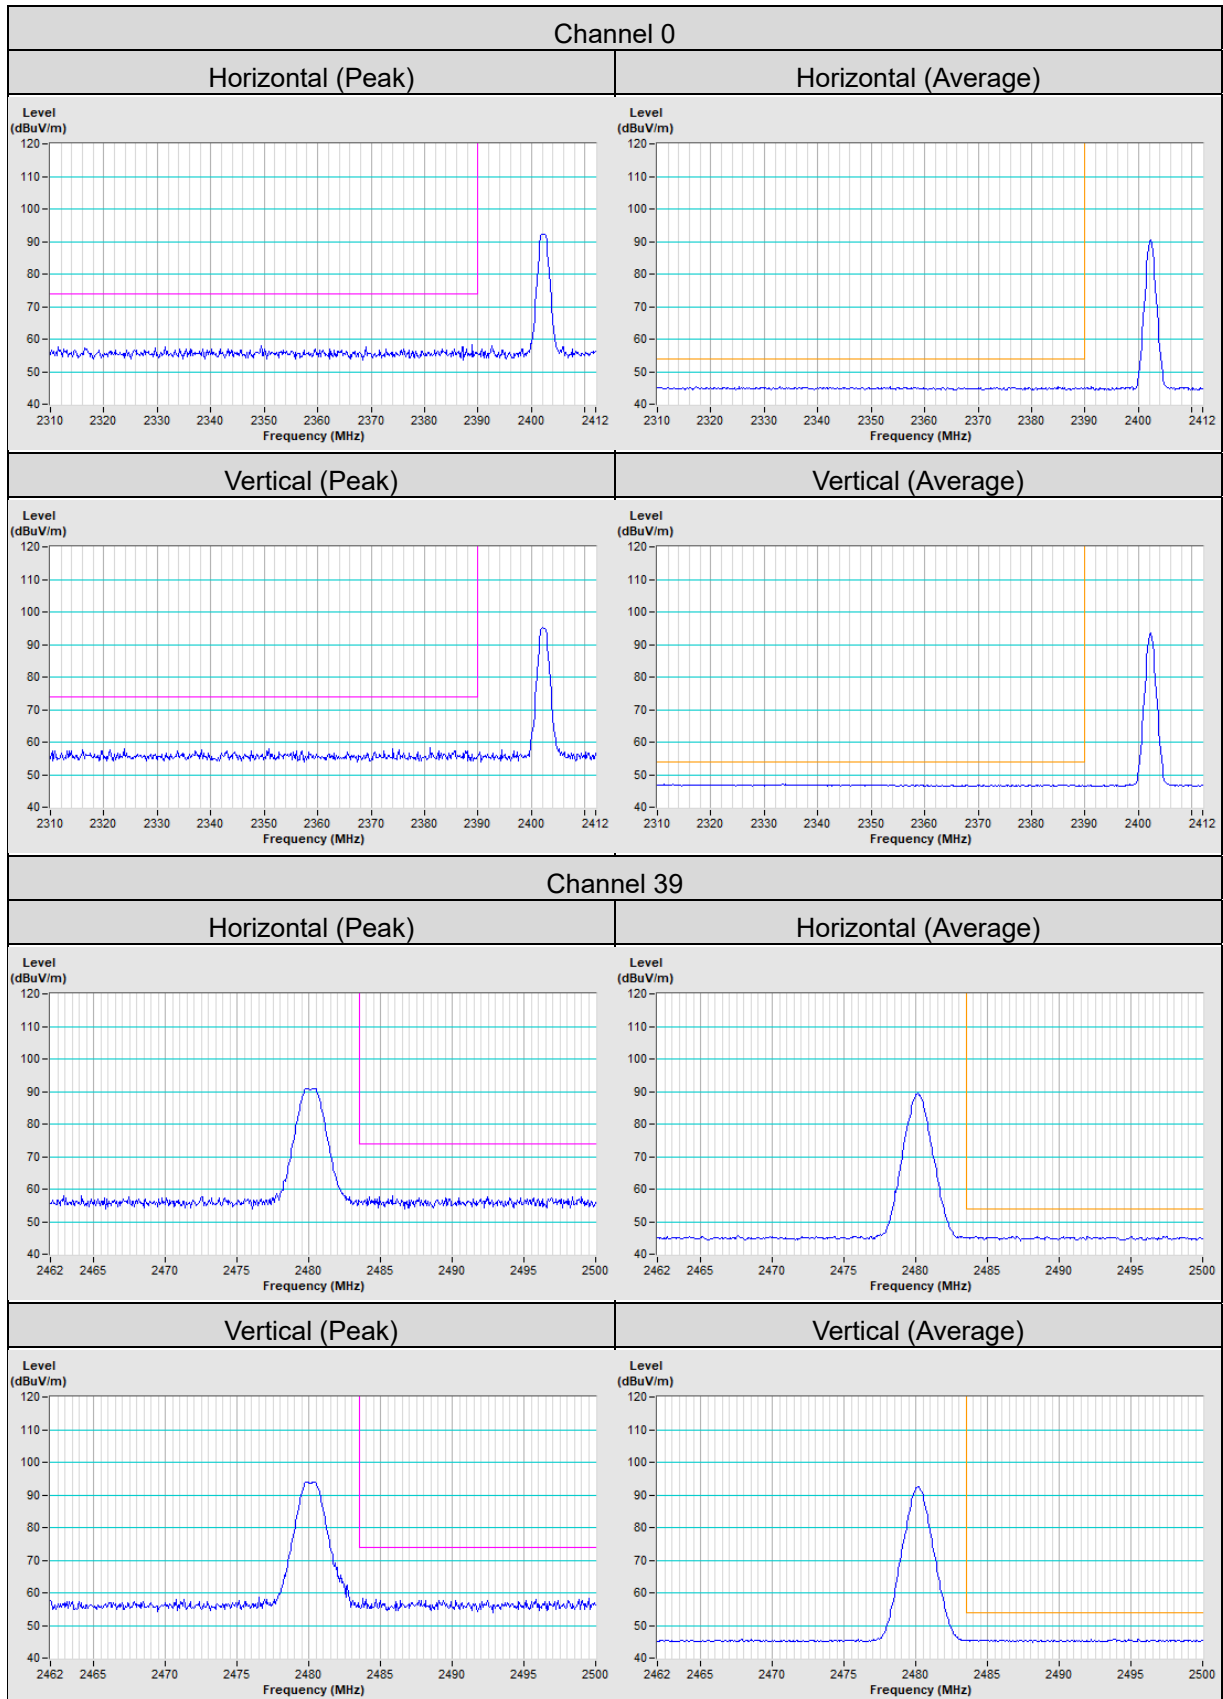 Channel 0
Horizontal (Peak) Horizontal (Average)
Level Level
(dBuV/m) (dBuV/m)
120 120
110 110
100 100
90 90
80 80
70 70
60 60
50 50
40 40
2310 2320 2330 2340 2350 2360 2370 2380 2390 2400 2412 2310 2320 2330 2340 2350 2360 2370 2380 2390 2400 2412
Frequency (MHz) Frequency (MHz)
Vertical (Peak) Vertical (Average)
Level Level
(dBuV/m) (dBuV/m)
120 120
110 110
100 100
90 90
80 80
70 70
60 60
50 50
40 40
2310 2320 2330 2340 2350 2360 2370 2380 2390 2400 2412 2310 2320 2330 2340 2350 2360 2370 2380 2390 2400 2412
Frequency (MHz) Frequency (MHz)
Channel 39
Horizontal (Peak) Horizontal (Average)
Level Level
(dBuV/m) (dBuV/m)
120 120
110 110
100 100
90 90
80 80
70 70
60 60
50 50
40 40
2462 2465 2470 2475 2480 2485 2490 2495 2500 2462 2465 2470 2475 2480 2485 2490 2495 2500
Frequency (MHz) Frequency (MHz)
Vertical (Peak) Vertical (Average)
Level Level
(dBuV/m) (dBuV/m)
120 120
110 110
100 100
90 90
80 80
70 70
60 60
50 50
40 40
2462 2465 2470 2475 2480 2485 2490 2495 2500 2462 2465 2470 2475 2480 2485 2490 2495 2500
Frequency (MHz) Frequency (MHz)